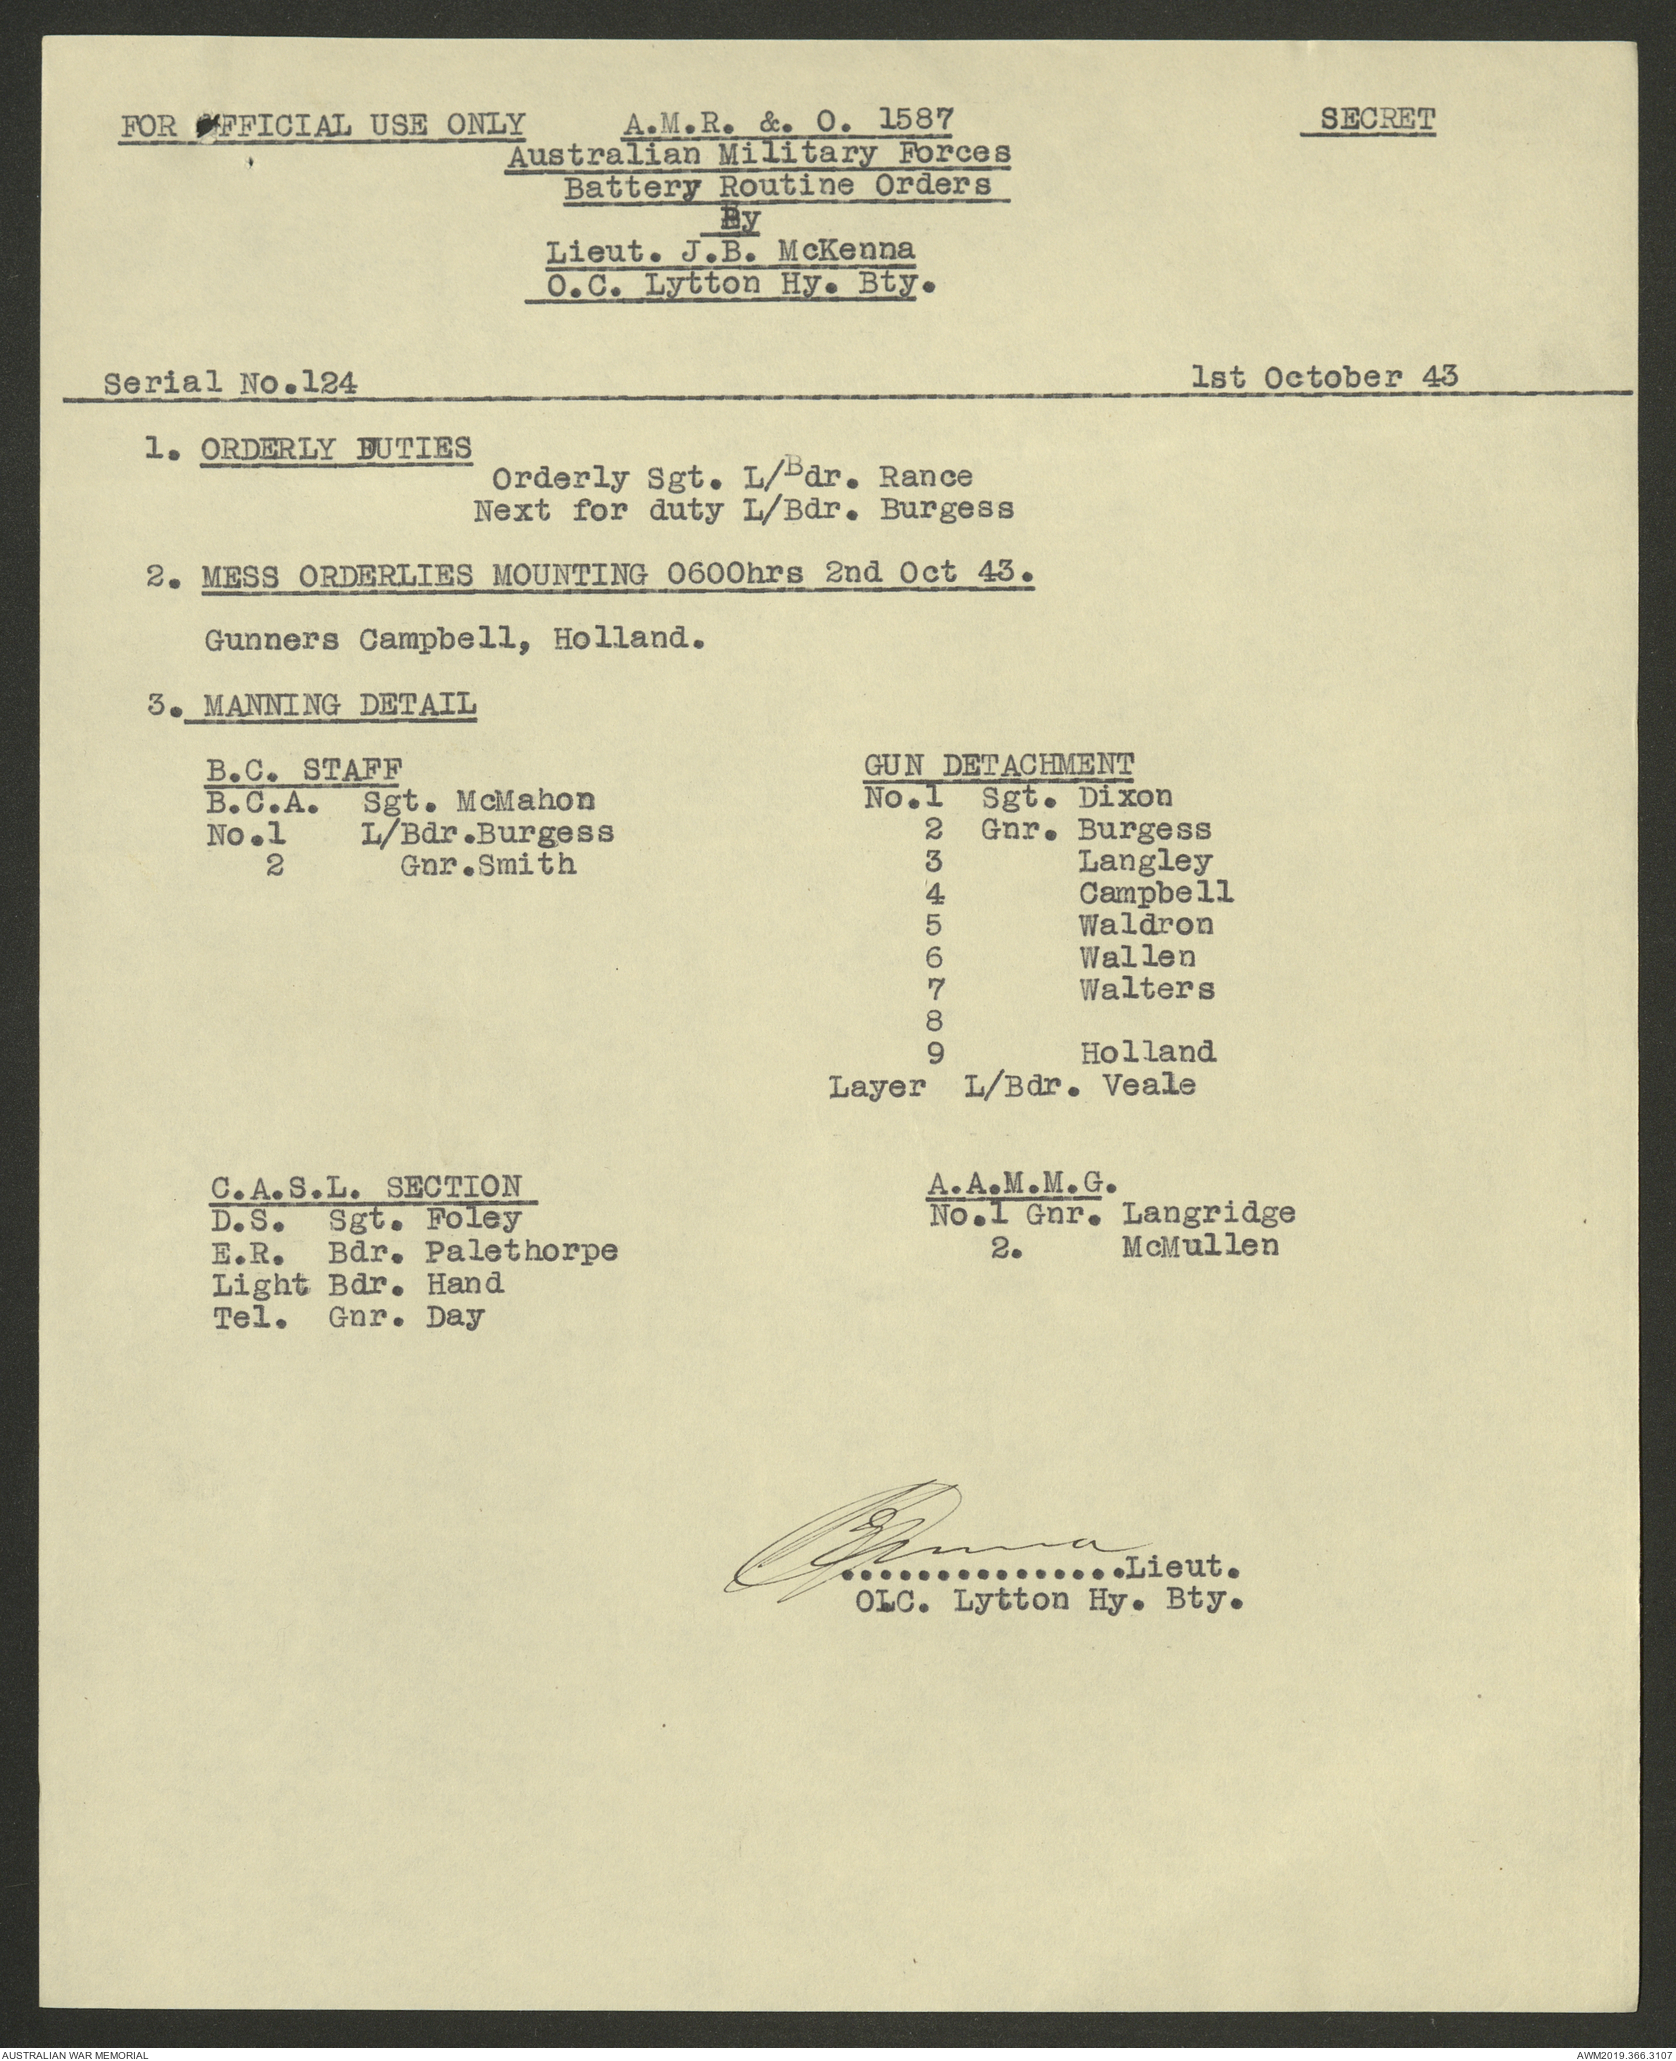 FOR OFFICIAL USE ONLY A.M.R. &. O. 1587 SECRET
Australian Military Forces
Battery Routine Orders
By
Lieut. J.B. McKenna
O.C. Lytton Hy. Bty.
Serial No.124 1st October 43
1. ORDERLY DUTIES
Orderly Sgt. L/Bdr. Rance
Next for duty L/Bdr. Burgess
2. MESS ORDERLIES MOUNTING 0600hrs 2nd Oct 43.
Gunners Campbell, Holland.
3. MANNING DETAIL
B.C. STAFF
B.C.A. Sgt. McMahon
No.1 L/Bdr.Burgess
2 Gnr.Smith
GUN DETACHMENT
No.1 Sgt. Dixon
2 Gnr. Burgess
3 Langley
4 Campbell
5 Waldron
6 Wallen
7 Walters
8
9 Holland
Layer L/Bdr. Veale
C.A.S.L. SECTION
D.S. Sgt. Foley
E.R. Bdr. Palethorpe
Light Bdr. Hand
Tel. Gnr. Day
A.A.M.M.G.
No.1 Gnr. Langridge
2. McMullen
...............Lieut.
O.C. Lytton Hy. Bty.
AUSTRALIAN WAR MEMORIAL AWM2019.366.3107